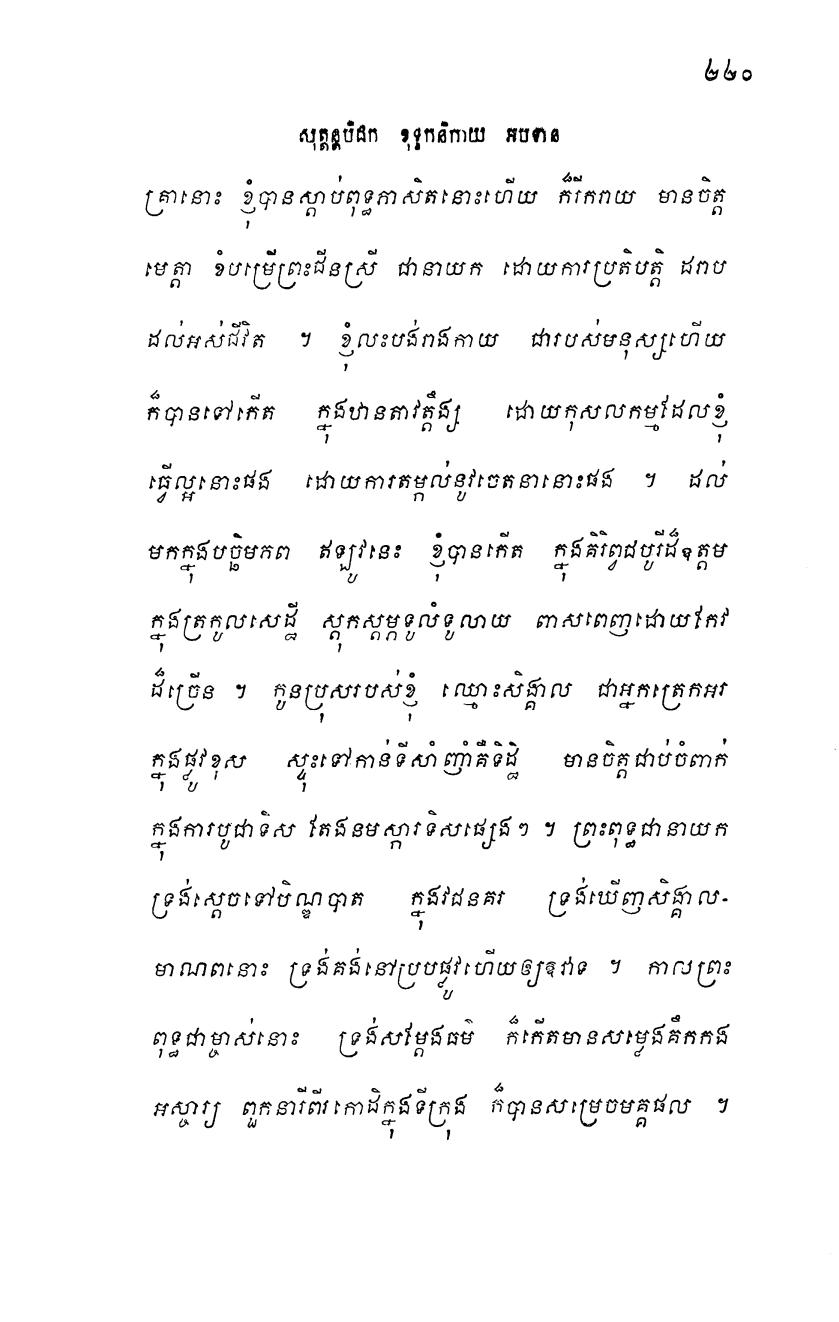 ២២០
សុត្តន្តបិដក ខុទ្ទកនិកាយ អបទាន
គ្រានោះ ខ្ញុំបានស្តាប់ពុទ្ធភាសិតនោះហើយ ក៏រីករាយ មានចិត្ត
មេត្តា ខំបម្រើព្រះជីនស្រី ជានាយក ដោយការប្រតិបត្តិ ដរាប
ដល់អស់ជីវិត ។ ខ្ញុំលះបង់រាងកាយ ជារបស់មនុស្សហើយ
ក៏បានទៅកើត ក្នុងឋានតាវត្តឹង្ស ដោយកុសលកម្មដែលខ្ញុំ
ធ្វើល្អនោះផង ដោយការតម្កល់នូវចេតនានោះផង ។ ដល់
មកក្នុងបច្ឆិមភព ឥឡូវនេះ ខ្ញុំបានកើត ក្នុងគិរិព្វជបូរីដ៏ឧត្តម
ក្នុងត្រកូលសេដ្ឋី ស្តុកស្តម្ភទូលំទូលាយ ពាសពេញដោយកែវ
ដ៏ច្រើន ។ កូនប្រុសរបស់ខ្ញុំ ឈ្មោះសិង្គាល ជាអ្នកត្រេកអរ
ក្នុងផ្លូវខុស ស្ទុះទៅកាន់ទីសាំញ៉ាំគឺទិដ្ឋិ មានចិត្តជាប់ចំពាក់
ក្នុងការបូជាទិស តែងនមស្ការទិសផ្សេងៗ ។ ព្រះពុទ្ធជានាយក
ទ្រង់ស្តេចទៅបិណ្ឌបាត ក្នុងវដនគរ ទ្រង់ឃើញសិង្គាល-
មាណពនោះ ទ្រង់គង់នៅប្របផ្លូវហើយឲ្យឱវាទ ។ កាលព្រះ
ពុទ្ធជាម្ចាស់នោះ ទ្រង់សម្តែងធម៌ ក៏កើតមានសម្លេងគឹកកង
អស្ចារ្យ ពួកនារីពីរកោដិក្នុងទីក្រុង ក៏បានសម្រេចមគ្គផល ។